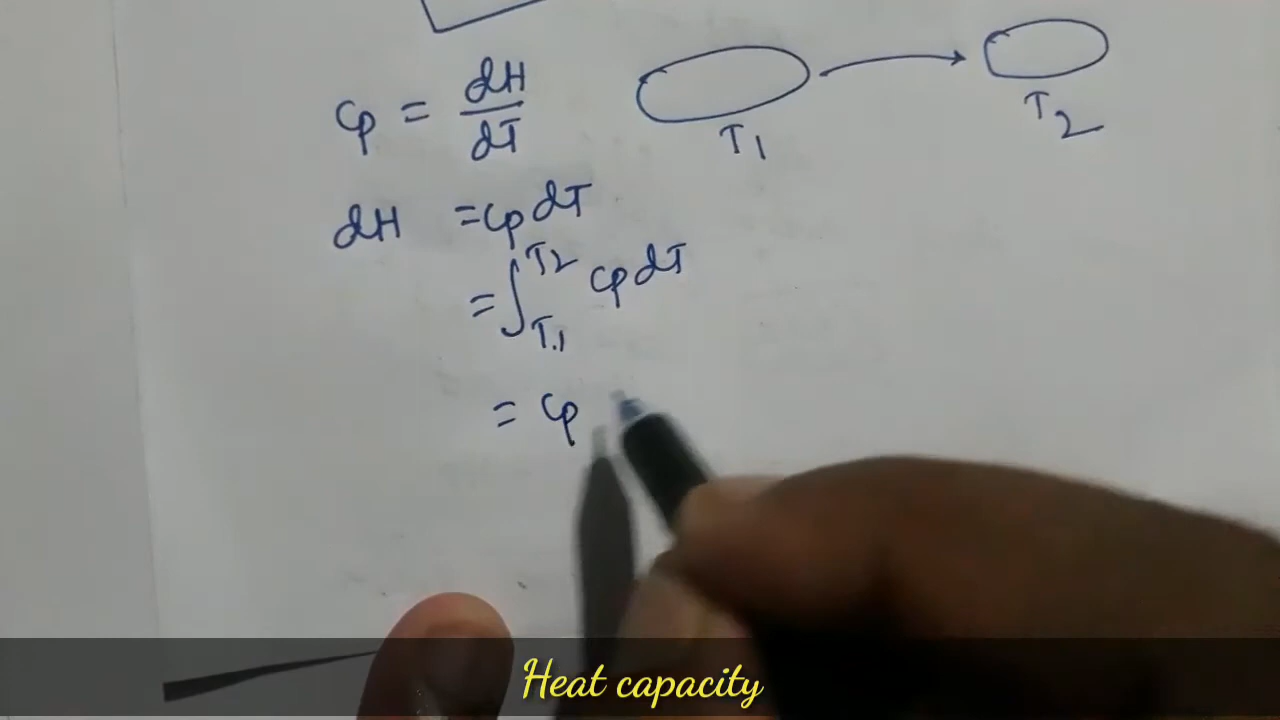 Cp = dH/dT
T1
T2
dH = Cp dT
= ∫_{T1}^{T2} Cp dT
= Cp
Heat capacity